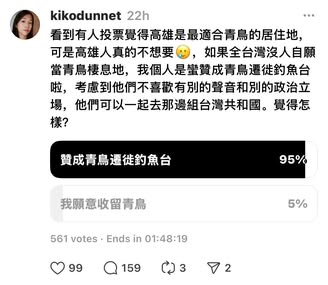 kikodunnet 22h
看到有人投票覺得高雄是最適合青鳥的居住地，
可是高雄人真的不想要🥲，如果全台灣沒人自願
當青鳥棲息地，我個人是蠻贊成青鳥遷徙釣魚台
啦，考慮到他們不喜歡有別的聲音和別的政治立
場，他們可以一起去那邊組台灣共和國。覺得怎
樣?
贊成青鳥遷徙釣魚台 95%
我願意收留青鳥 5%
561 votes · Ends in 01:48:19
99 159 3 2